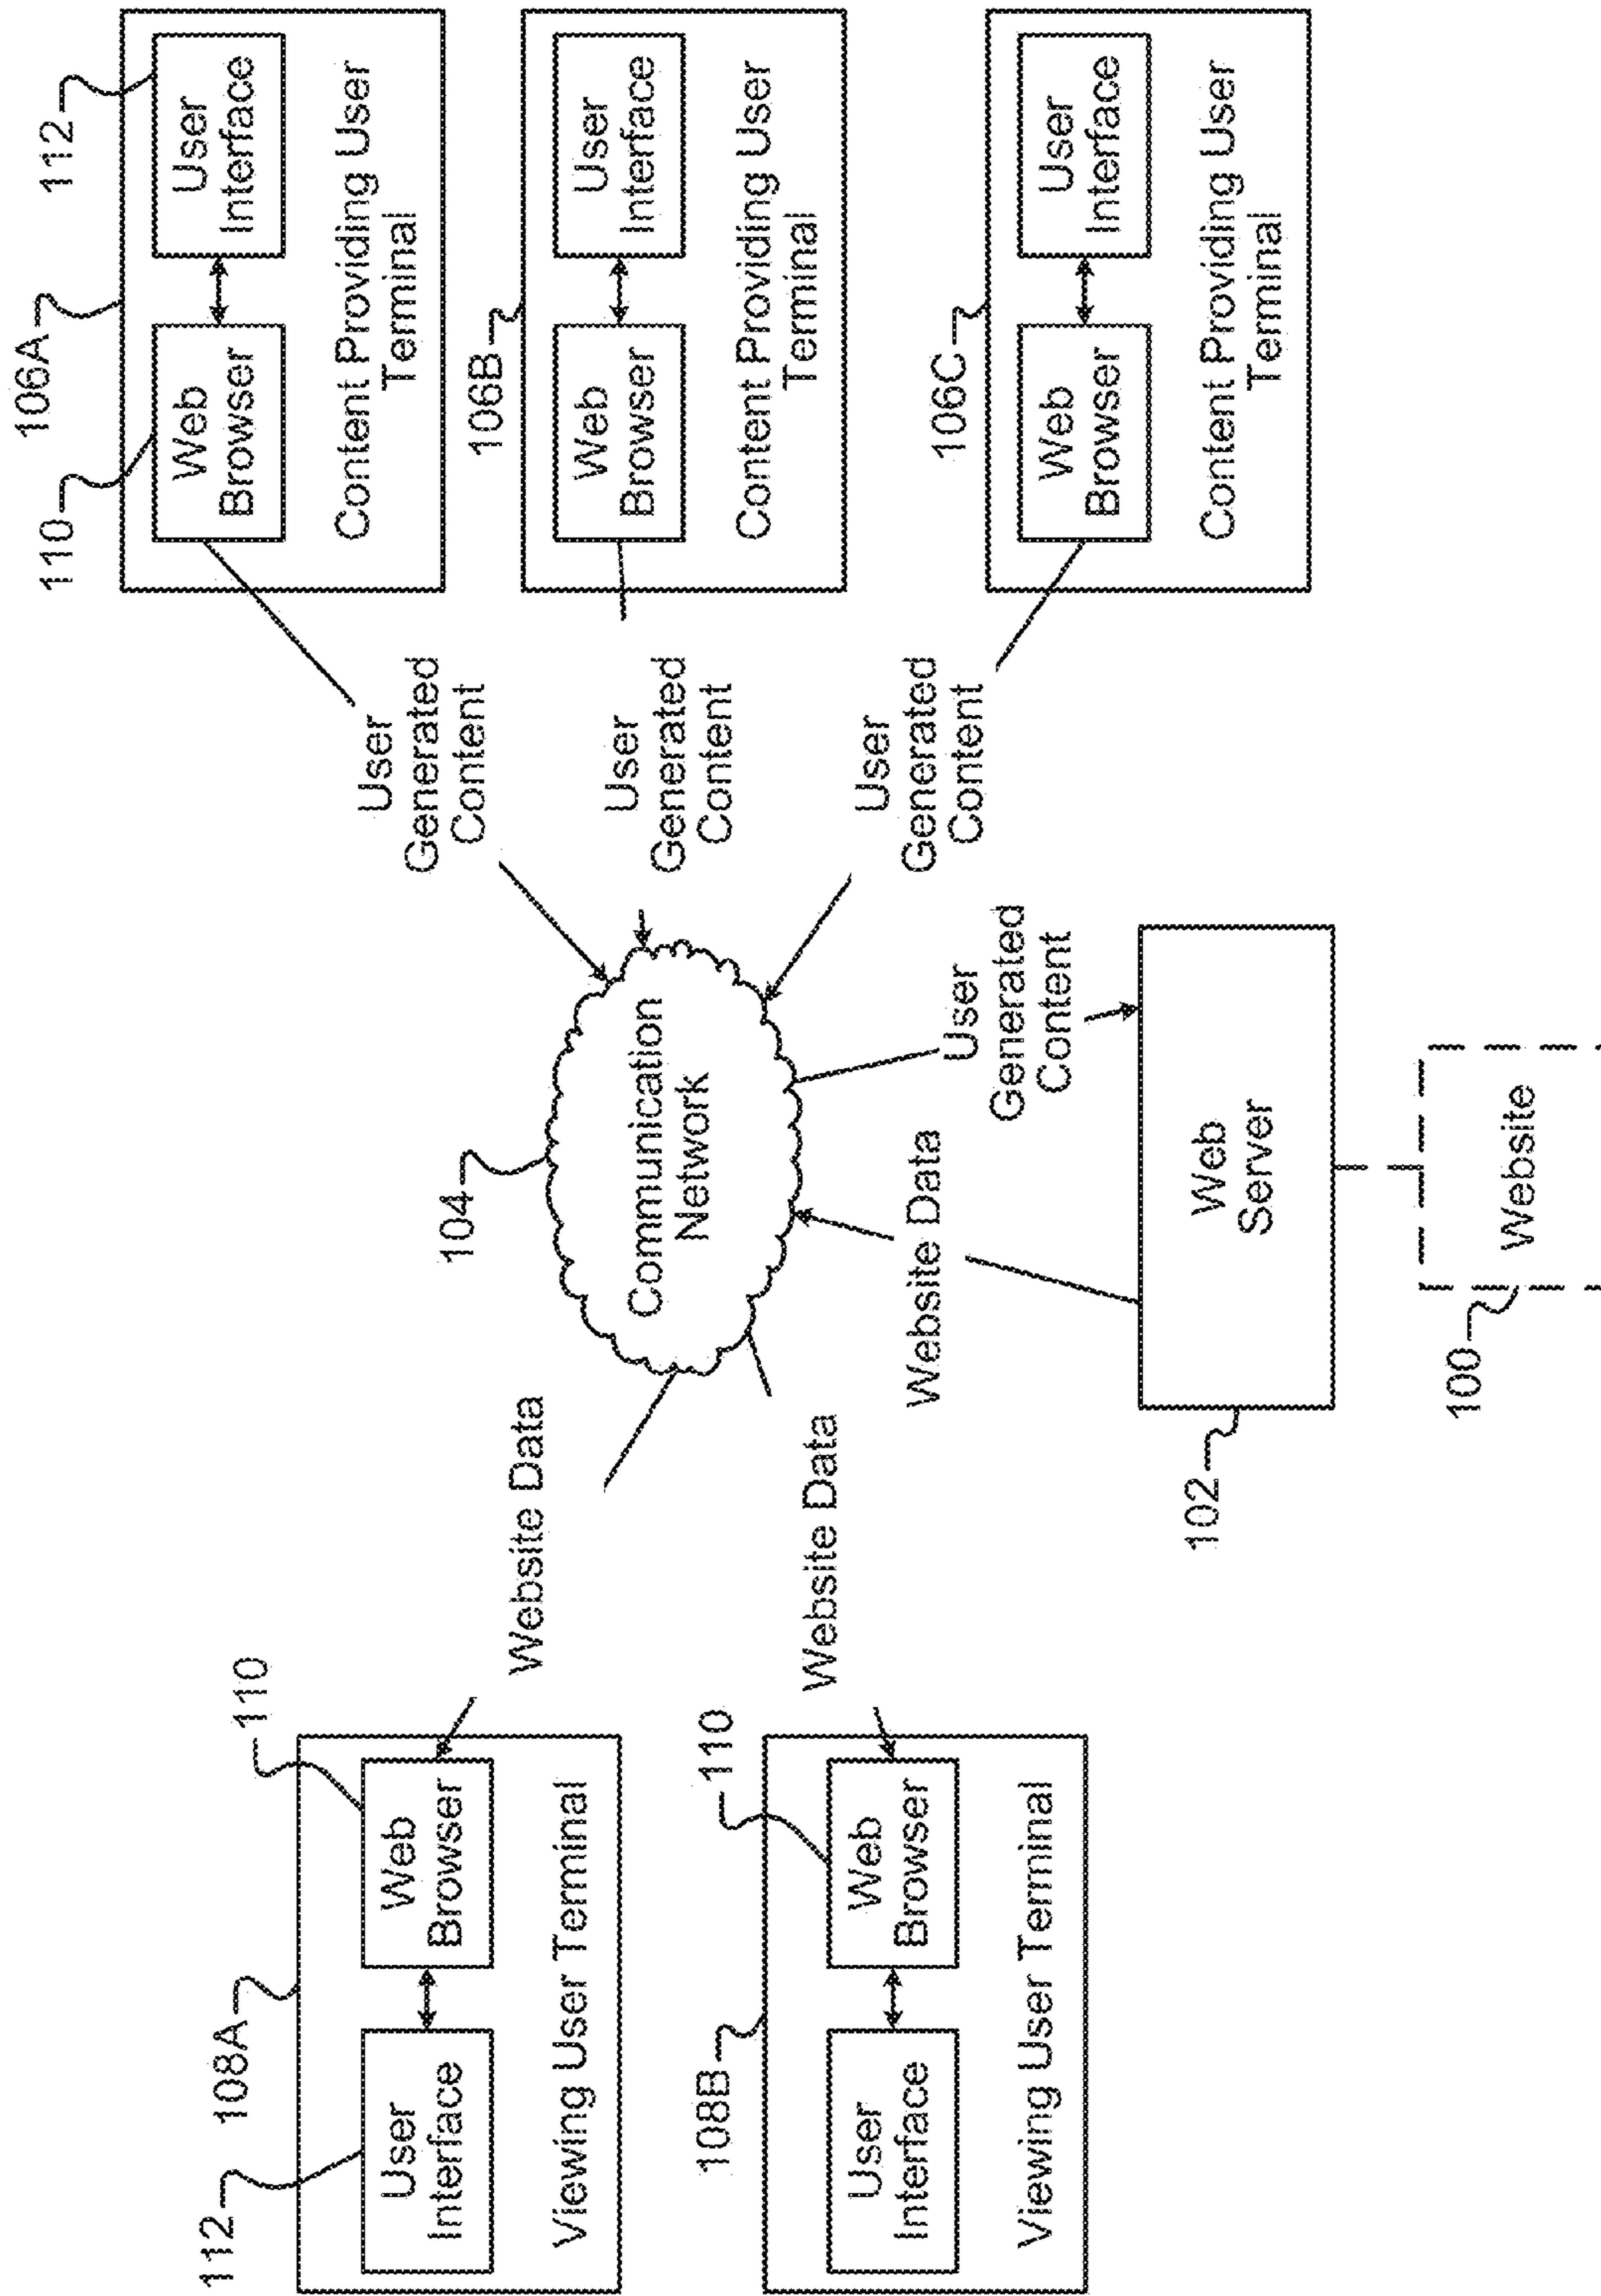 108A
112
User
Interface
110
Web
Browser
Viewing User Terminal
108B
User
Interface
110
Web
Browser
Viewing User Terminal
Website Data
Website Data
104
Communication
Network
Website Data
User
Generated
Content
102
Web
Server
100
Website
User
Generated
Content
User
Generated
Content
User
Generated
Content
106A
110
Web
Browser
112
User
Interface
Content Providing User
Terminal
106B
Web
Browser
User
Interface
Content Providing User
Terminal
106C
Web
Browser
User
Interface
Content Providing User
Terminal